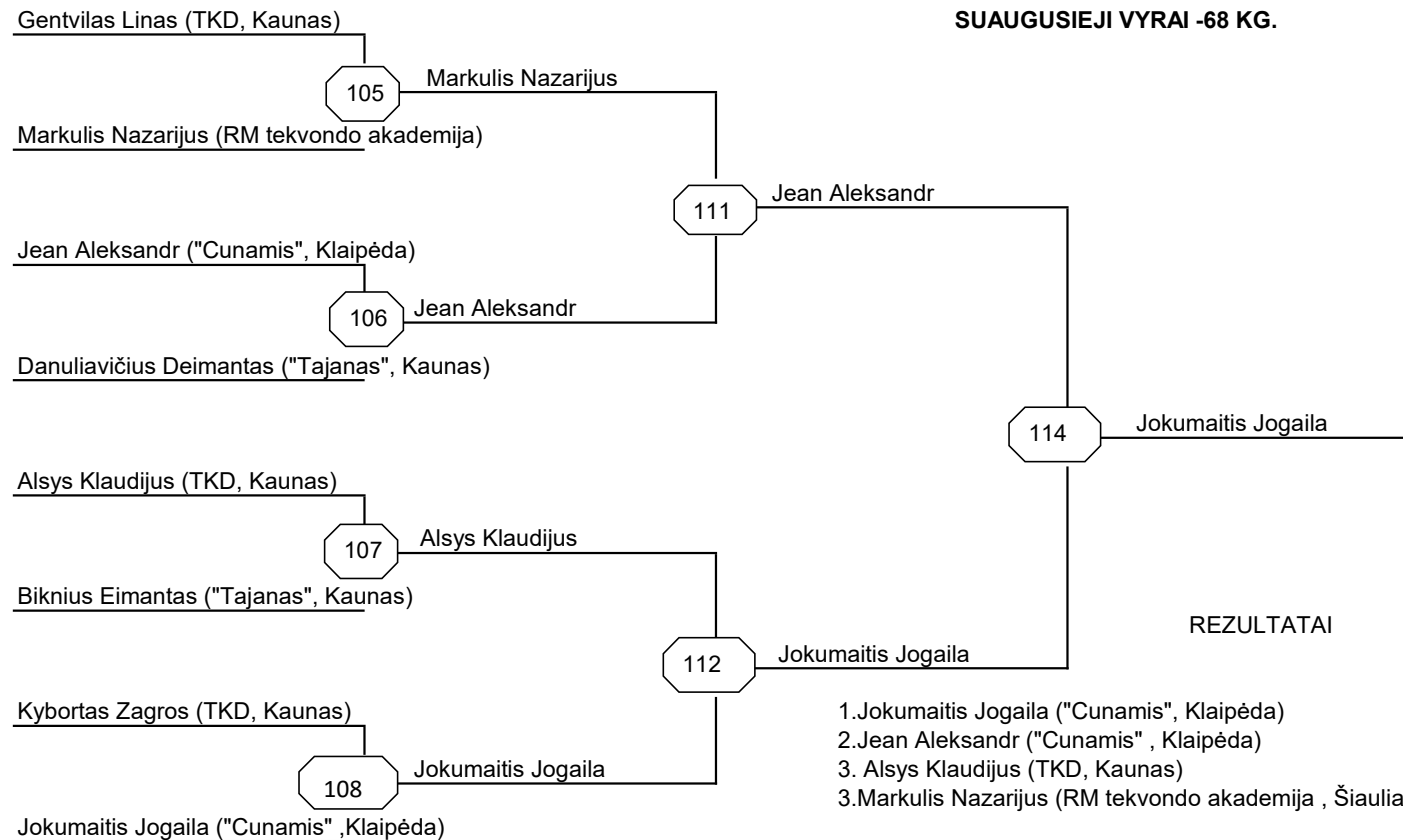 Gentvilas Linas (TKD, Kaunas)
SUAUGUSIEJI VYRAI -68 KG.
105
Markulis Nazarijus
Markulis Nazarijus (RM tekvondo akademija)
111
Jean Aleksandr
Jean Aleksandr ("Cunamis", Klaipėda)
106
Jean Aleksandr
Danuliavičius Deimantas ("Tajanas", Kaunas)
114
Jokumaitis Jogaila
Alsys Klaudijus (TKD, Kaunas)
107
Alsys Klaudijus
Biknius Eimantas ("Tajanas", Kaunas)
REZULTATAI
112
Jokumaitis Jogaila
Kybortas Zagros (TKD, Kaunas)
108
Jokumaitis Jogaila
Jokumaitis Jogaila ("Cunamis" ,Klaipėda)
1.Jokumaitis Jogaila ("Cunamis", Klaipėda)
2.Jean Aleksandr ("Cunamis" , Klaipėda)
3. Alsys Klaudijus (TKD, Kaunas)
3.Markulis Nazarijus (RM tekvondo akademija , Šiaulia